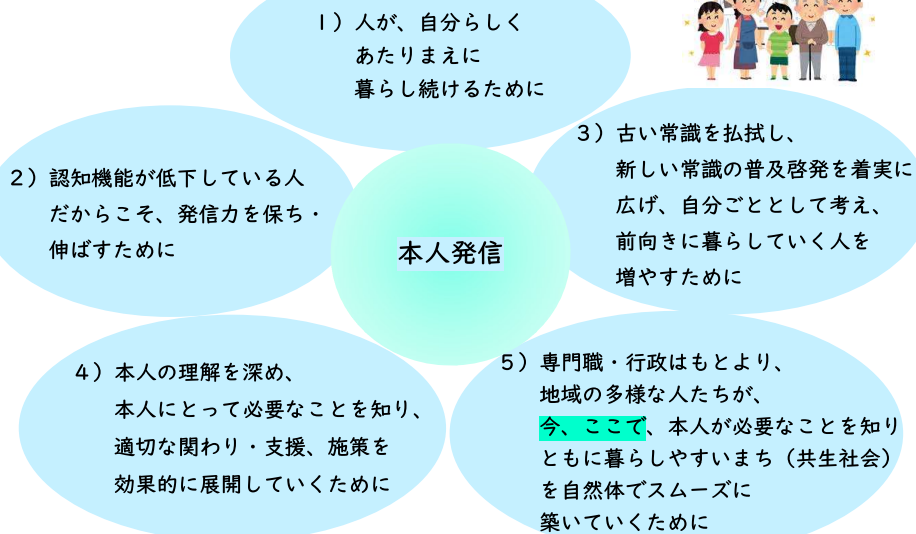 1）人が、自分らしく
あたりまえに
暮らし続けるために
2）認知機能が低下している人
だからこそ、発信力を保ち・
伸ばすために
3）古い常識を払拭し、
新しい常識の普及啓発を着実に
広げ、自分ごととして考え、
前向きに暮らしていく人を
増やすために
本人発信
4）本人の理解を深め、
本人にとって必要なことを知り、
適切な関わり・支援、施策を
効果的に展開していくために
5）専門職・行政はもとより、
地域の多様な人たちが、
今、ここで、本人が必要なことを知り
ともに暮らしやすいまち（共生社会）
を自然体でスムーズに
築いていくために